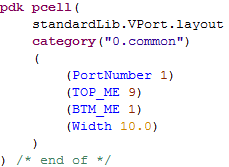 pdk pcell(
standardLib.VPort.layout
category("0.common")
(
(PortNumber 1)
(TOP_ME 9)
(BTM_ME 1)
(Width 10.0)
)
) /* end of */